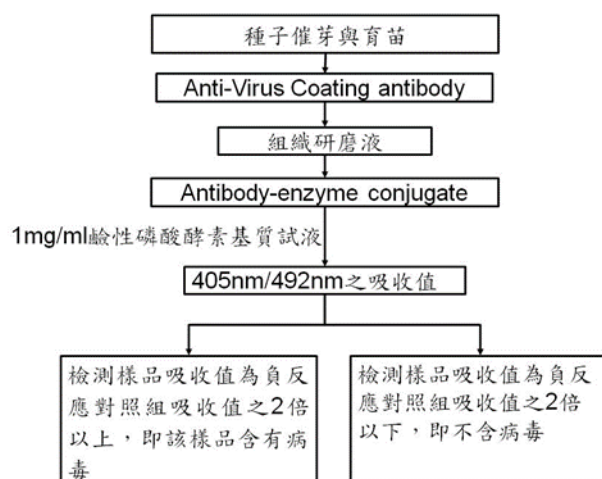 種子催芽與育苗
Anti-Virus Coating antibody
組織研磨液
Antibody-enzyme conjugate
1mg/ml鹼性磷酸酵素基質試液
405nm/492nm之吸收值
檢測樣品吸收值為負反
應對照組吸收值之2倍
以上，即該樣品含有病
毒
檢測樣品吸收值為負反
應對照組吸收值之2倍
以下，即不含病毒